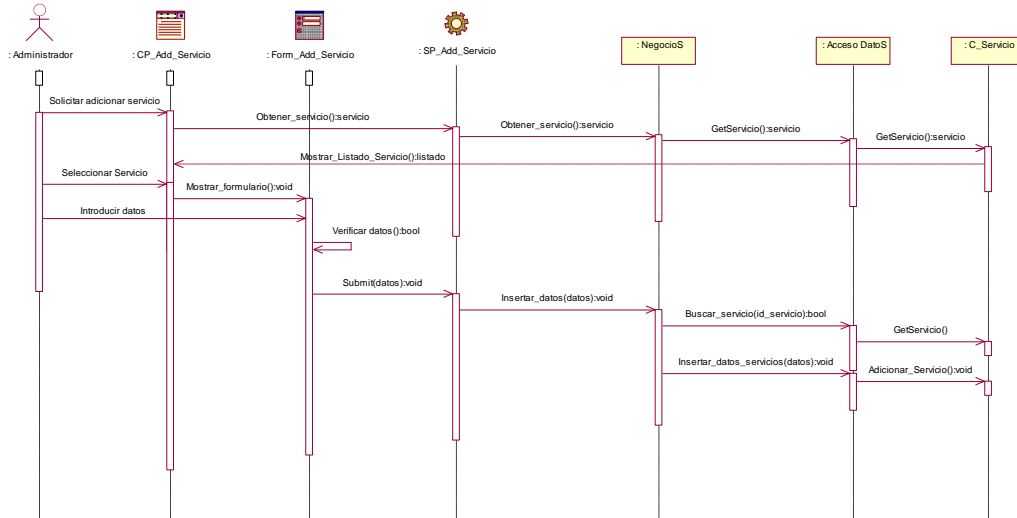 : Administrador
: CP_Add_Servicio
: Form_Add_Servicio
: SP_Add_Servicio
: NegocioS
: Acceso DatoS
: C_Servicio
Solicitar adicionar servicio
Obtener_servicio():servicio
Obtener_servicio():servicio
GetServicio():servicio
GetServicio():servicio
Mostrar_Listado_Servicio():listado
Seleccionar Servicio
Mostrar_formulario():void
Introducir datos
Verificar datos():bool
Submit(datos):void
Insertar_datos(datos):void
Buscar_servicio(id_servicio):bool
GetServicio()
Insertar_datos_servicios(datos):void
Adicionar_Servicio():void